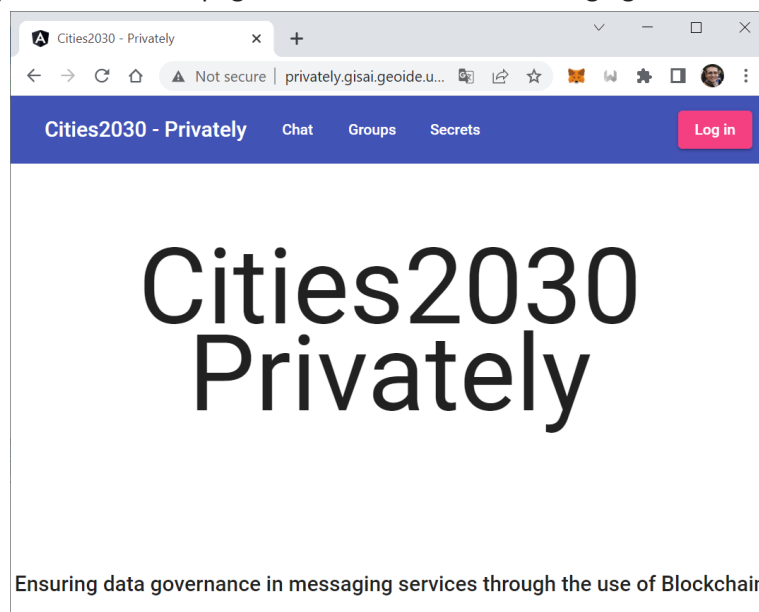 Cities2030 - Privately
Not secure privately.gisai.geoide.u...
Cities2030 - Privately Chat Groups Secrets Log in
Cities2030
Privately
Ensuring data governance in messaging services through the use of Blockchain